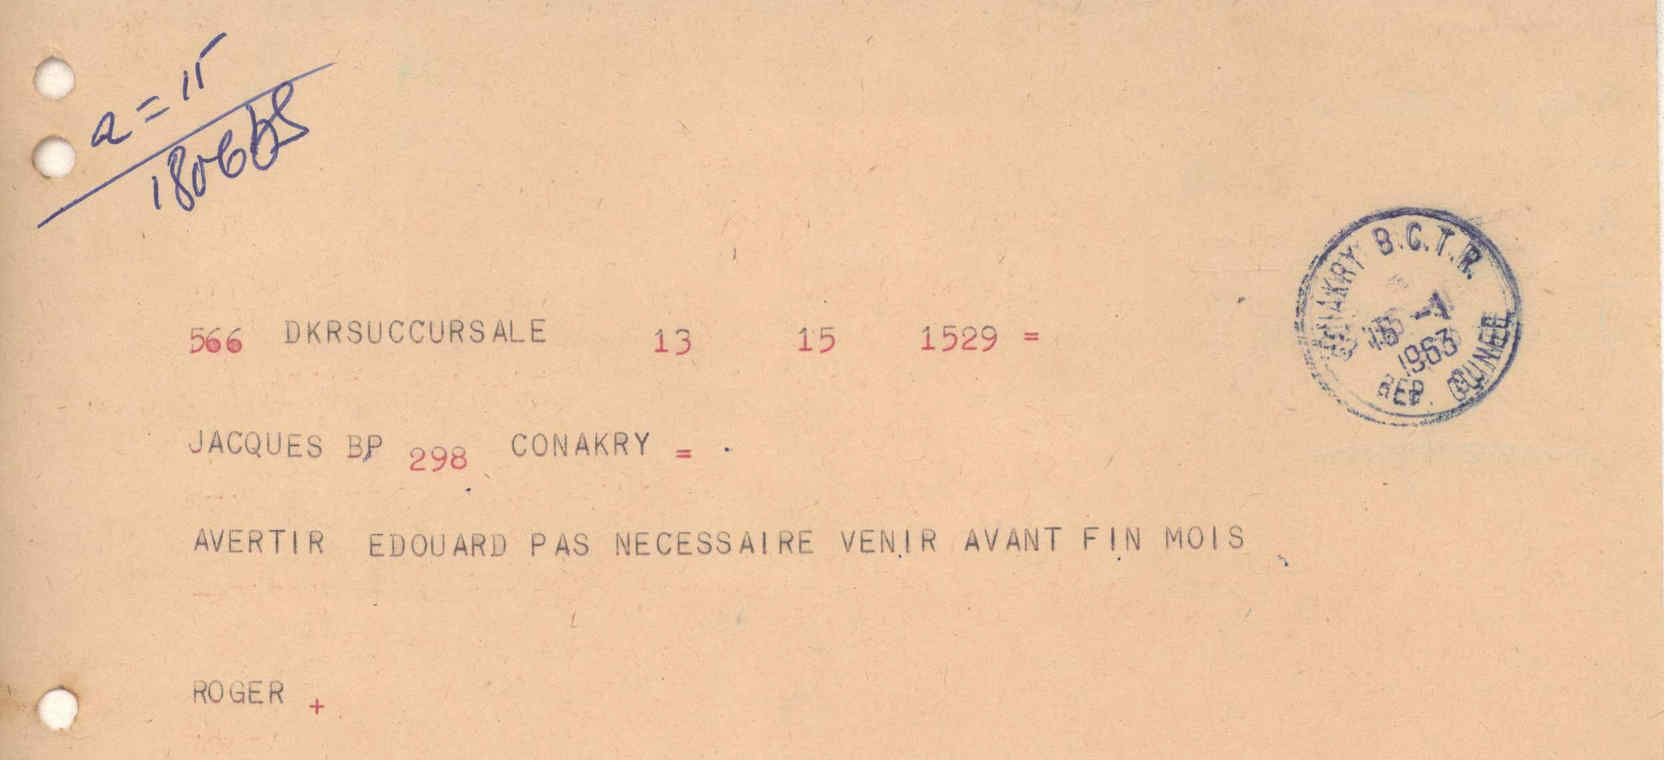 a = 11
566 DKRSUCCURSALE 13 15 1529 =
JACQUES BP 298 CONAKRY =
AVERTIR EDOUARD PAS NECESSAIRE VENIR AVANT FIN MOIS
ROGER +
CONAKRY B.C.T.R.
1963
REP. GUINEE